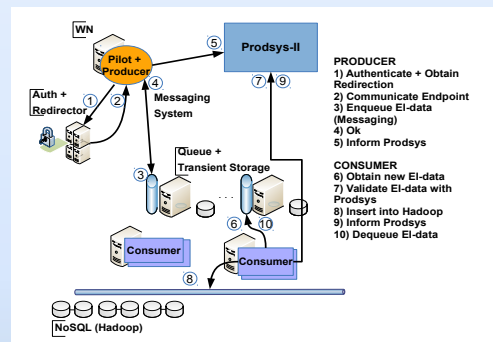 WN
Pilot +
Producer
5
Prodsys-II
7
9
Auth +
Redirector
1
2
4
Messaging
System
Queue +
Transient Storage
3
. . .
6
10
Consumer
Consumer
8
NoSQL (Hadoop)
PRODUCER
1) Authenticate + Obtain
Redirection
2) Communicate Endpoint
3) Enqueue EI-data
(Messaging)
4) Ok
5) Inform Prodsys
CONSUMER
6) Obtain new EI-data
7) Validate EI-data with
Prodsys
8) Insert into Hadoop
9) Inform Prodsys
10) Dequeue EI-data